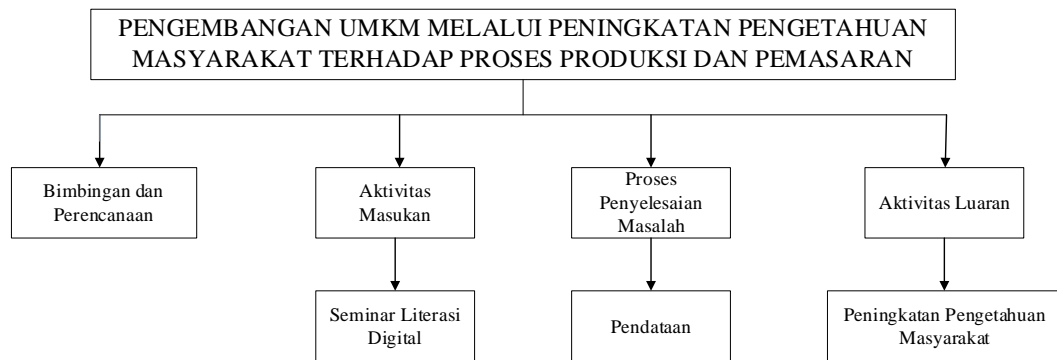 PENGEMBANGAN UMKM MELALUI PENINGKATAN PENGETAHUAN
MASYARAKAT TERHADAP PROSES PRODUKSI DAN PEMASARAN
Bimbingan dan
Perencanaan
Aktivitas
Masukan
Proses
Penyelesaian
Masalah
Aktivitas Luaran
Seminar Literasi
Digital
Pendataan
Peningkatan Pengetahuan
Masyarakat